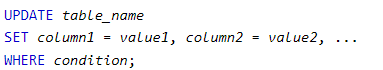 UPDATE table_name
SET column1 = value1, column2 = value2, ...
WHERE condition;